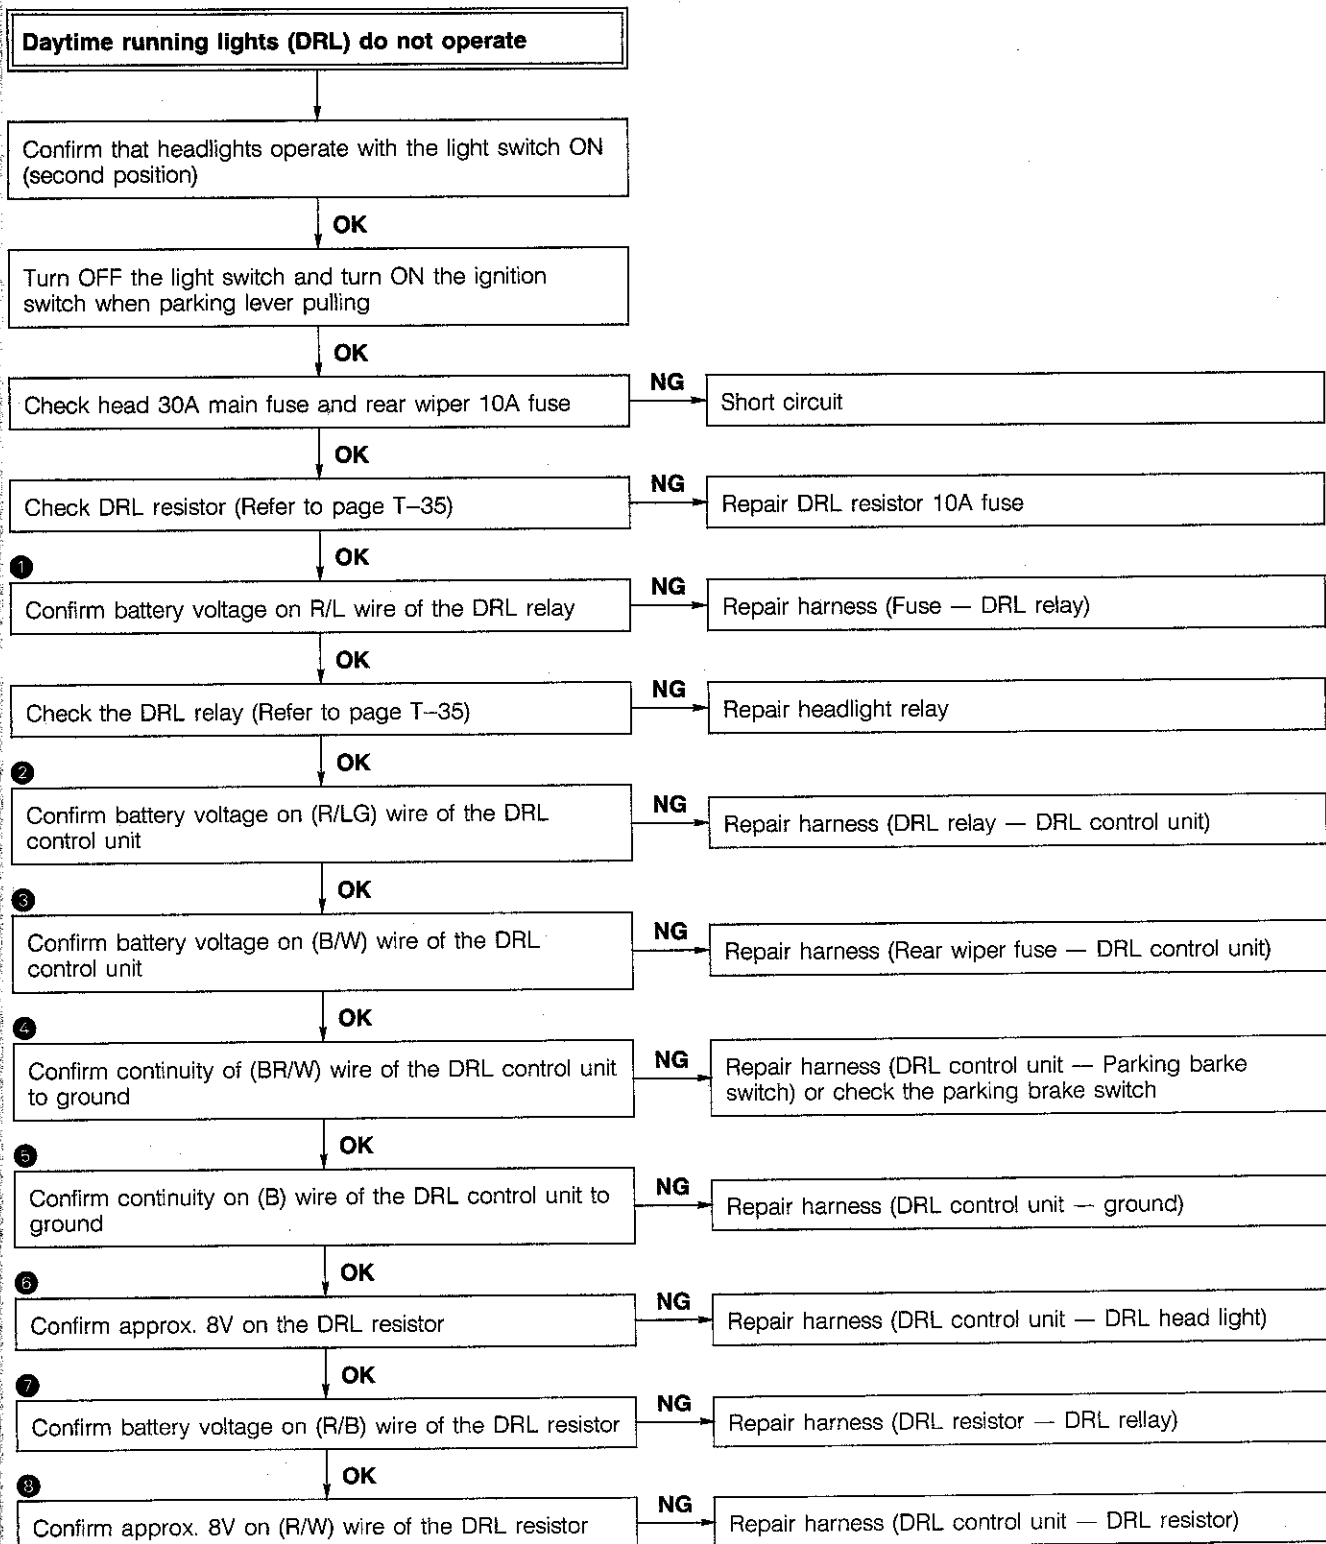 Daytime running lights (DRL) do not operate
Confirm that headlights operate with the light switch ON
(second position)
OK
Turn OFF the light switch and turn ON the ignition
switch when parking lever pulling
OK
Check head 30A main fuse and rear wiper 10A fuse
NG
Short circuit
OK
Check DRL resistor (Refer to page T–35)
NG
Repair DRL resistor 10A fuse
OK
1
Confirm battery voltage on R/L wire of the DRL relay
NG
Repair harness (Fuse — DRL relay)
OK
Check the DRL relay (Refer to page T–35)
NG
Repair headlight relay
OK
2
Confirm battery voltage on (R/LG) wire of the DRL
control unit
NG
Repair harness (DRL relay — DRL control unit)
OK
3
Confirm battery voltage on (B/W) wire of the DRL
control unit
NG
Repair harness (Rear wiper fuse — DRL control unit)
OK
4
Confirm continuity of (BR/W) wire of the DRL control unit
to ground
NG
Repair harness (DRL control unit — Parking barke
switch) or check the parking brake switch
OK
5
Confirm continuity on (B) wire of the DRL control unit to
ground
NG
Repair harness (DRL control unit — ground)
OK
6
Confirm approx. 8V on the DRL resistor
NG
Repair harness (DRL control unit — DRL head light)
OK
7
Confirm battery voltage on (R/B) wire of the DRL resistor
NG
Repair harness (DRL resistor — DRL rellay)
OK
8
Confirm approx. 8V on (R/W) wire of the DRL resistor
NG
Repair harness (DRL control unit — DRL resistor)